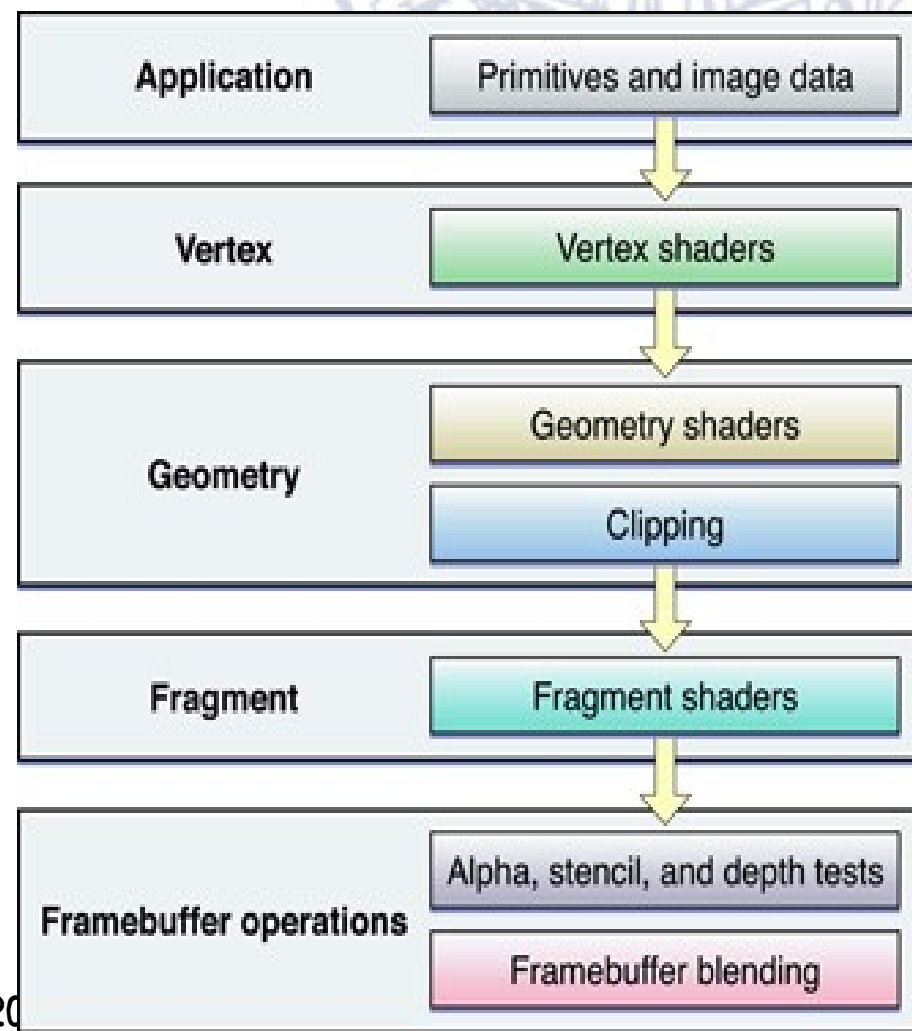 Application
Primitives and image data
Vertex
Vertex shaders
Geometry
Geometry shaders
Clipping
Fragment
Fragment shaders
Framebuffer operations
Alpha, stencil, and depth tests
Framebuffer blending
20